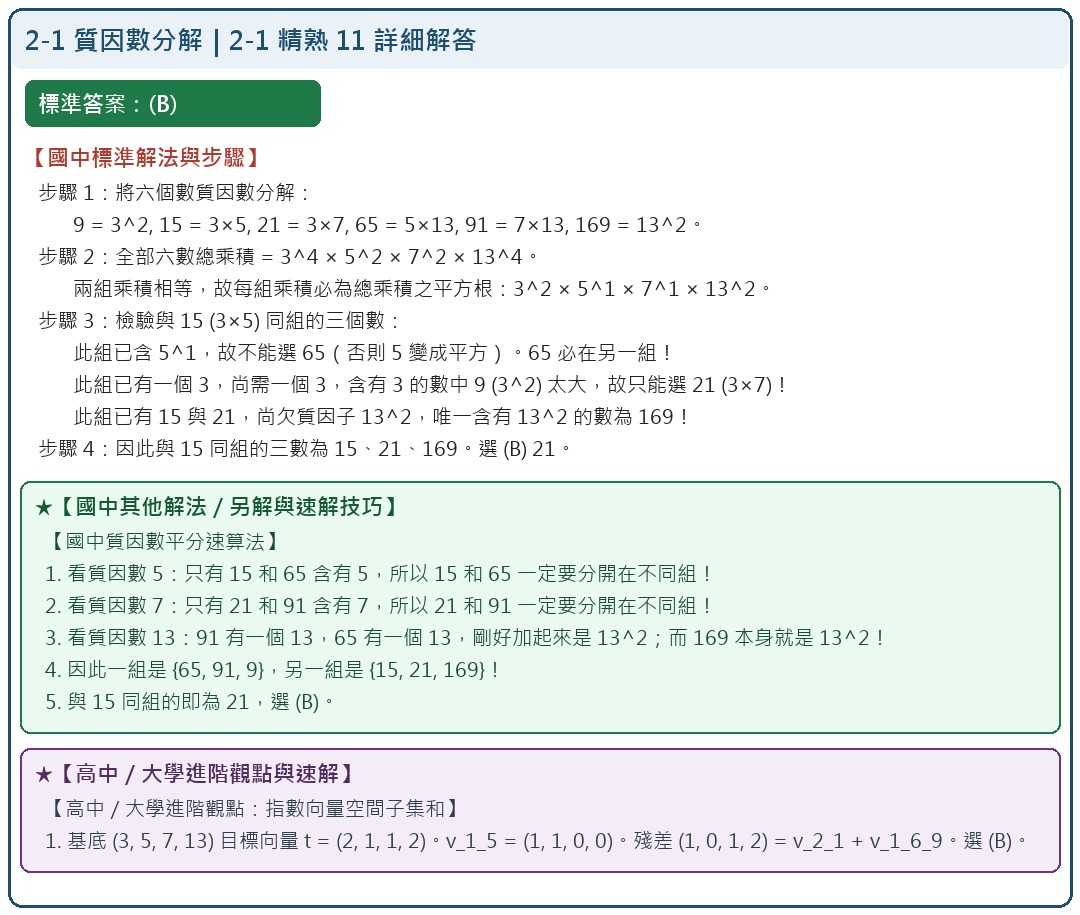 2-1 質因數分解 | 2-1 精熟 11 詳細解答
標準答案：(B)
【國中標準解法與步驟】
步驟 1：將六個數質因數分解：
9 = 3^2, 15 = 3×5, 21 = 3×7, 65 = 5×13, 91 = 7×13, 169 = 13^2。
步驟 2：全部六數總乘積 = 3^4 × 5^2 × 7^2 × 13^4。
兩組乘積相等，故每組乘積必為總乘積之平方根：3^2 × 5^1 × 7^1 × 13^2。
步驟 3：檢驗與 15 (3×5) 同組的三個數：
此組已含 5^1，故不能選 65（否則 5 變成平方）。65 必在另一組！
此組已有一個 3，尚需一個 3，含有 3 的數中 9 (3^2) 太大，故只能選 21 (3×7)！
此組已有 15 與 21，尚欠質因子 13^2，唯一含有 13^2 的數為 169！
步驟 4：因此與 15 同組的三數為 15、21、169。選 (B) 21。
★【國中其他解法 / 另解與速解技巧】
【國中質因數平分速算法】
1. 看質因數 5：只有 15 和 65 含有 5，所以 15 和 65 一定要分開在不同組！
2. 看質因數 7：只有 21 和 91 含有 7，所以 21 和 91 一定要分開在不同組！
3. 看質因數 13：91 有一個 13，65 有一個 13，剛好加起來是 13^2；而 169 本身就是 13^2！
4. 因此一組是 {65, 91, 9}，另一組是 {15, 21, 169}！
5. 與 15 同組的即為 21，選 (B)。
★【高中 / 大學進階觀點與速解】
【高中 / 大學進階觀點：指數向量空間子集和】
1. 基底 (3, 5, 7, 13) 目標向量 t = (2, 1, 1, 2)。v_1_5 = (1, 1, 0, 0)。殘差 (1, 0, 1, 2) = v_2_1 + v_1_6_9。選 (B)。